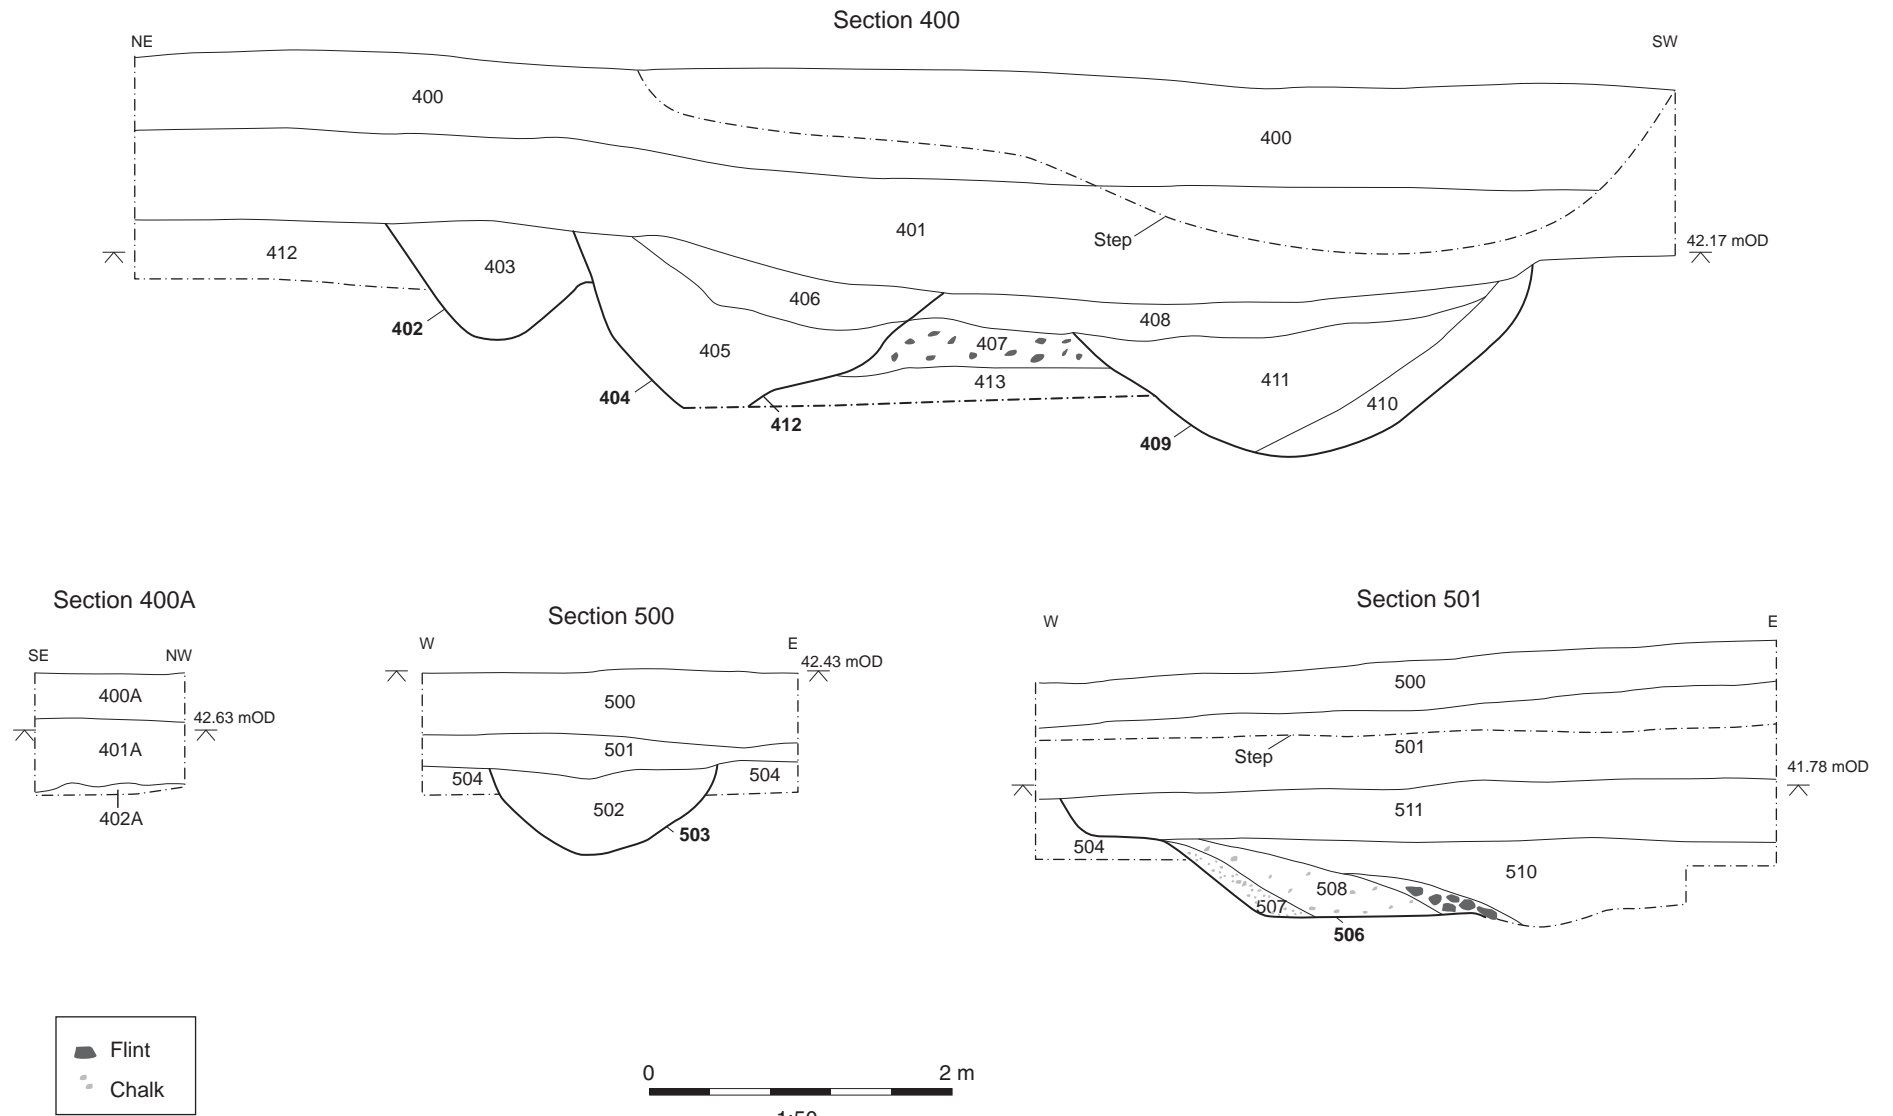 Section 400
NE
SW
400
400
401
Step
42.17 mOD
412
403
406
408
402
405
407
413
411
404
412
410
409
Section 400A
Section 500
Section 501
SE
NW
W
E
W
E
42.43 mOD
400A
42.63 mOD
401A
402A
500
501
504
504
502
503
500
Step
501
41.78 mOD
511
504
510
508
507
506
Flint
Chalk
0
2 m